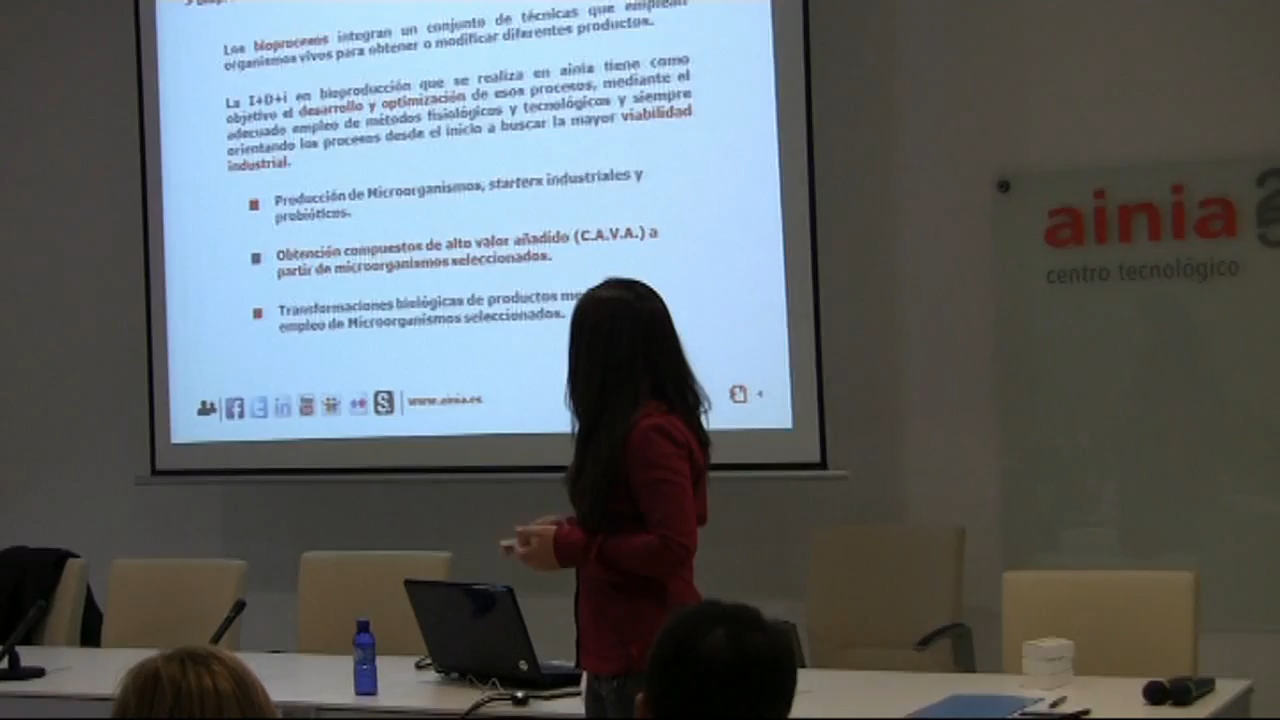 Los bioprocesos integran un conjunto de técnicas que emplean
organismos vivos para obtener o modificar diferentes productos.
La I+D+i en bioproducción que se realiza en ainia tiene como
objetivo el desarrollo y optimización de esos procesos, mediante el
adecuado empleo de métodos fisiológicos y tecnológicos y siempre
orientando los procesos desde el inicio a buscar la mayor viabilidad
industrial.
Producción de Microorganismos, starters industriales y
probióticos.
Obtención compuestos de alto valor añadido (C.A.V.A.) a
partir de microorganismos seleccionados.
Transformaciones biológicas de productos
empleo de Microorganismos seleccionados.
www.ainia.es
4
ainia
centro tecnológico